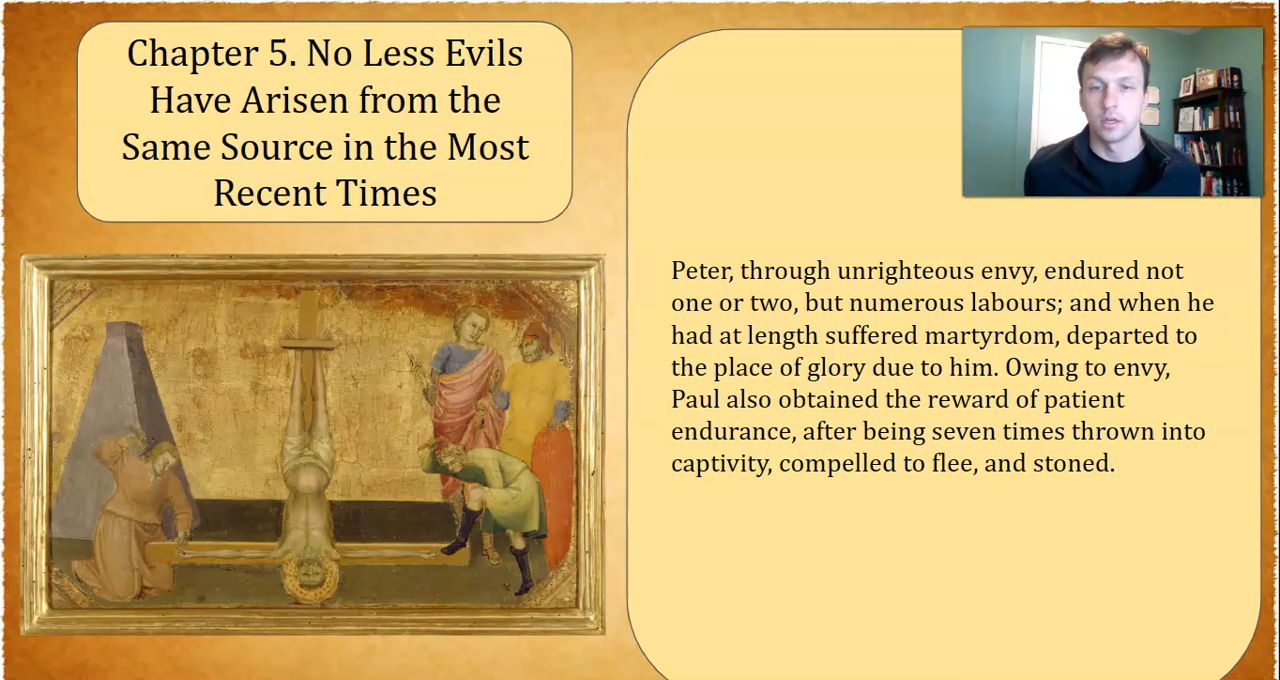 Chapter 5. No Less Evils
Have Arisen from the
Same Source in the Most
Recent Times
Peter, through unrighteous envy, endured not
one or two, but numerous labours; and when he
had at length suffered martyrdom, departed to
the place of glory due to him. Owing to envy,
Paul also obtained the reward of patient
endurance, after being seven times thrown into
captivity, compelled to flee, and stoned.